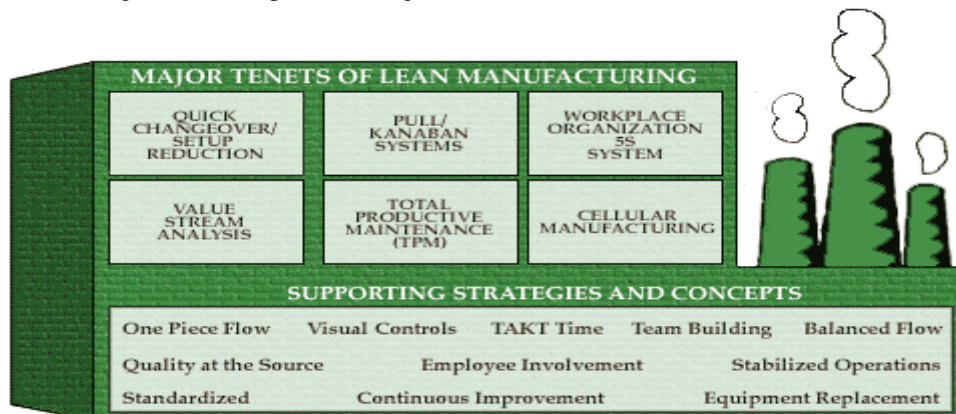 MAJOR TENETS OF LEAN MANUFACTURING
QUICK
CHANGEOVER/
SETUP
REDUCTION
PULL/
KANABAN
SYSTEMS
WORKPLACE
ORGANIZATION
5S
SYSTEM
VALUE
STREAM
ANALYSIS
TOTAL
PRODUCTIVE
MAINTENANCE
(TPM)
CELLULAR
MANUFACTURING
SUPPORTING STRATEGIES AND CONCEPTS
One Piece Flow Visual Controls TAKT Time Team Building Balanced Flow
Quality at the Source Employee Involvement Stabilized Operations
Standardized Continuous Improvement Equipment Replacement